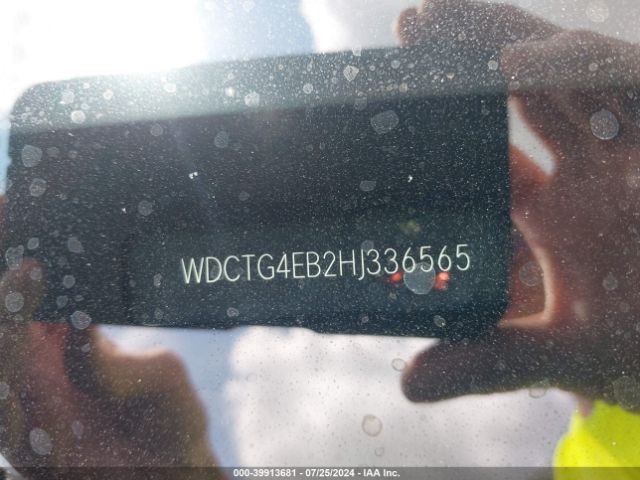 WDCTG4EB2HJ336565
000-39913681 - 07/25/2024 - IAA Inc.